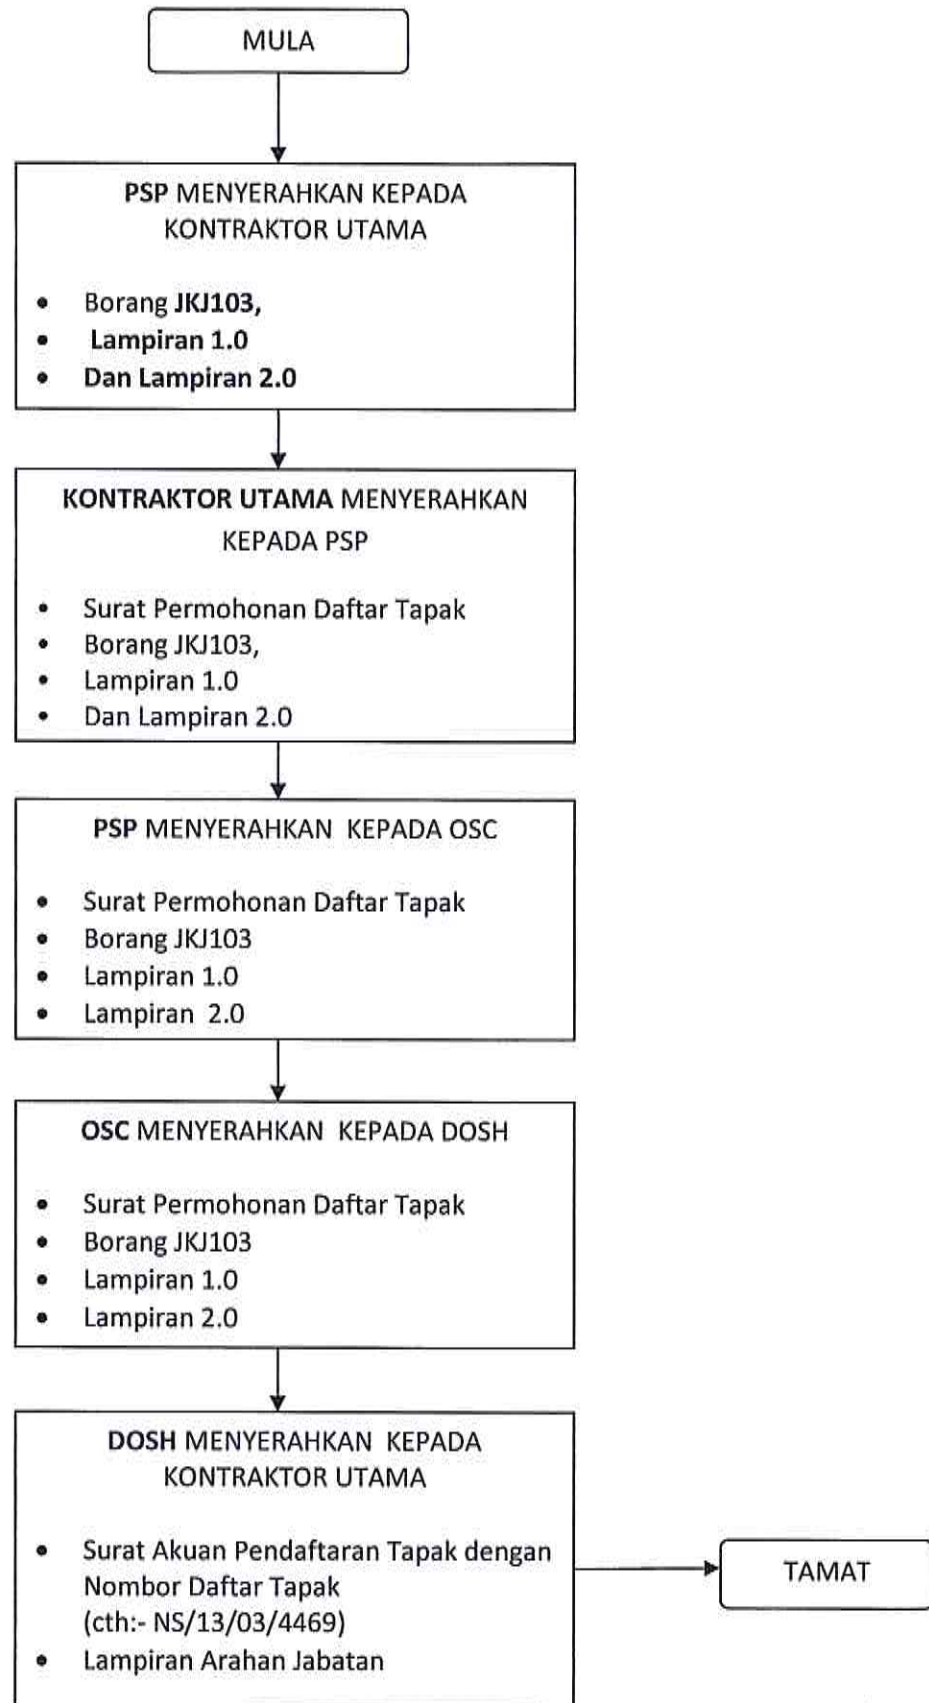 MULA
PSP MENYERAHKAN KEPADA
KONTRAKTOR UTAMA
• Borang JKJ103,
• Lampiran 1.0
• Dan Lampiran 2.0
KONTRAKTOR UTAMA MENYERAHKAN
KEPADA PSP
• Surat Permohonan Daftar Tapak
• Borang JKJ103,
• Lampiran 1.0
• Dan Lampiran 2.0
PSP MENYERAHKAN KEPADA OSC
• Surat Permohonan Daftar Tapak
• Borang JKJ103
• Lampiran 1.0
• Lampiran 2.0
OSC MENYERAHKAN KEPADA DOSH
• Surat Permohonan Daftar Tapak
• Borang JKJ103
• Lampiran 1.0
• Lampiran 2.0
DOSH MENYERAHKAN KEPADA
KONTRAKTOR UTAMA
• Surat Akuan Pendaftaran Tapak dengan
Nombor Daftar Tapak
(cth:- NS/13/03/4469)
• Lampiran Arahan Jabatan
TAMAT